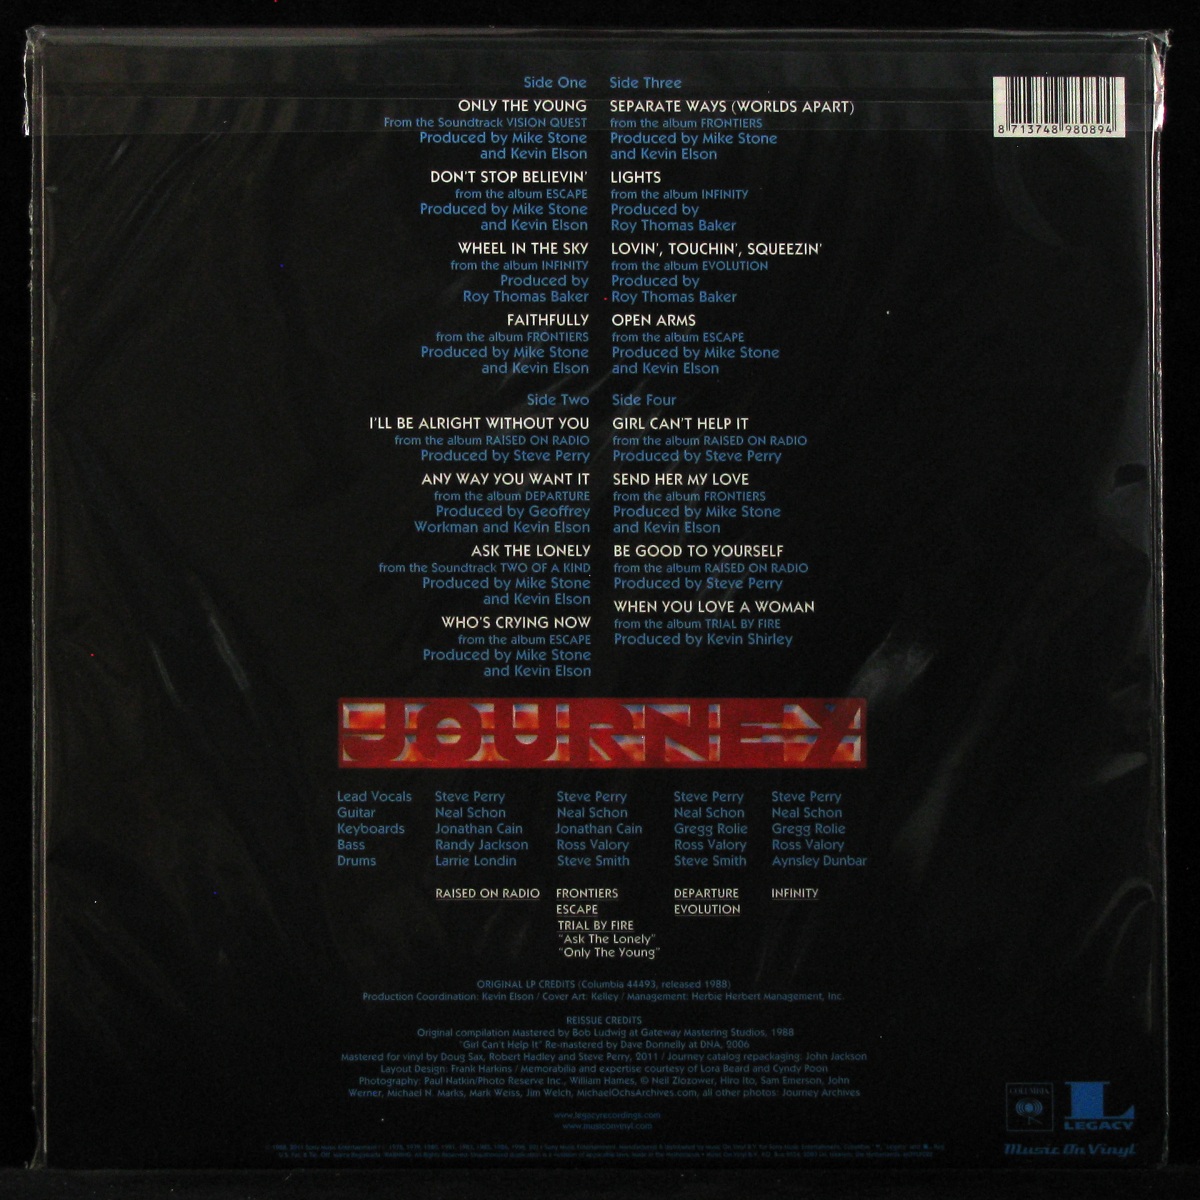 Side One
ONLY THE YOUNG
From the Soundtrack VISION QUEST
Produced by Mike Stone
and Kevin Elson
DON'T STOP BELIEVIN'
from the album ESCAPE
Produced by Mike Stone
and Kevin Elson
WHEEL IN THE SKY
from the album INFINITY
Produced by
Roy Thomas Baker
FAITHFULLY
from the album FRONTIERS
Produced by Mike Stone
and Kevin Elson
Side Two
I'LL BE ALRIGHT WITHOUT YOU
from the album RAISED ON RADIO
Produced by Steve Perry
ANY WAY YOU WANT IT
from the album DEPARTURE
Produced by Geoffrey
Workman and Kevin Elson
ASK THE LONELY
from the Soundtrack TWO OF A KIND
Produced by Mike Stone
and Kevin Elson
WHO'S CRYING NOW
from the album ESCAPE
Produced by Mike Stone
and Kevin Elson
Side Three
SEPARATE WAYS (WORLDS APART)
from the album FRONTIERS
Produced by Mike Stone
and Kevin Elson
LIGHTS
from the album INFINITY
Produced by
Roy Thomas Baker
LOVIN', TOUCHIN', SQUEEZIN'
from the album EVOLUTION
Produced by
Roy Thomas Baker
OPEN ARMS
from the album ESCAPE
Produced by Mike Stone
and Kevin Elson
Side Four
GIRL CAN'T HELP IT
from the album RAISED ON RADIO
Produced by Steve Perry
SEND HER MY LOVE
from the album FRONTIERS
Produced by Mike Stone
and Kevin Elson
BE GOOD TO YOURSELF
from the album RAISED ON RADIO
Produced by Steve Perry
WHEN YOU LOVE A WOMAN
from the album TRIAL BY FIRE
Produced by Kevin Shirley
8 713748 980894
JOURNEY
Lead Vocals Steve Perry Steve Perry Steve Perry Steve Perry
Guitar Neal Schon Neal Schon Neal Schon Neal Schon
Keyboards Jonathan Cain Jonathan Cain Gregg Rolie Gregg Rolie
Bass Randy Jackson Ross Valory Ross Valory Ross Valory
Drums Larrie Londin Steve Smith Steve Smith Aynsley Dunbar
RAISED ON RADIO FRONTIERS DEPARTURE INFINITY
ESCAPE EVOLUTION
TRIAL BY FIRE
"Ask The Lonely"
"Only The Young"
ORIGINAL LP CREDITS (Columbia 44493, released 1988)
Production Coordination: Kevin Elson / Cover Art: Kelley / Management: Herbie Herbert Management, Inc.
REISSUE CREDITS
Original compilation Mastered by Bob Ludwig at Gateway Mastering Studios, 1988
"Girl Can't Help It" Re-mastered by Dave Donnelly at DNA, 2006
Mastered for vinyl by Doug Sax, Robert Hadley and Steve Perry, 2011 / Journey catalog repackaging: John Jackson
Layout Design: Frank Harkins / Memorabilia and expertise courtesy of Lora Beard and Cyndy Poon
Photography: Paul Natkin/Photo Reserve Inc., William Hames, © Neil Zlozower, Hiro Ito, Sam Emerson, John
Werner, Michael N. Marks, Mark Weiss, Jim Welch, MichaelOchsArchives.com, all other photos: Journey Archives
www.legacyrecordings.com
www.musiconvinyl.com
COLUMBIA
L
LEGACY
Music On Vinyl